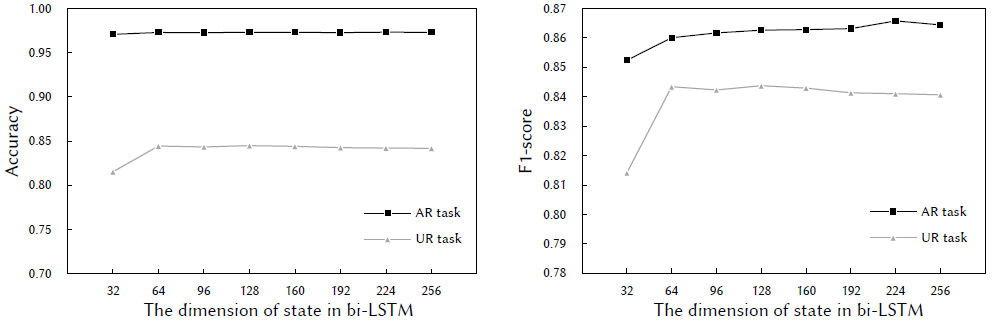 1.00
0.95
0.90
0.85
0.80
0.75
0.70
Accuracy
32 64 96 128 160 192 224 256
The dimension of state in bi-LSTM
AR task
UR task
0.87
0.86
0.85
0.84
0.83
0.82
0.81
0.80
0.79
0.78
F1-score
32 64 96 128 160 192 224 256
The dimension of state in bi-LSTM
AR task
UR task